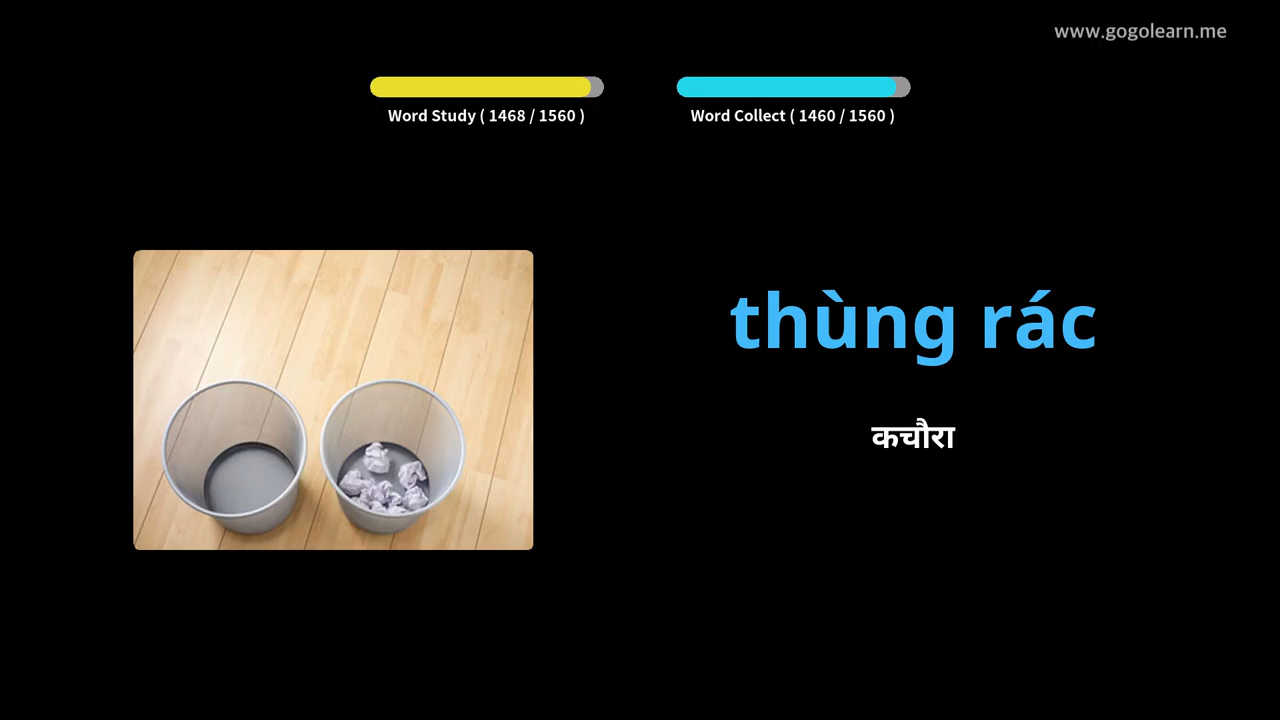 www.gogolearn.me
Word Study ( 1468 / 1560 )
Word Collect ( 1460 / 1560 )
thùng rác
कचौरा